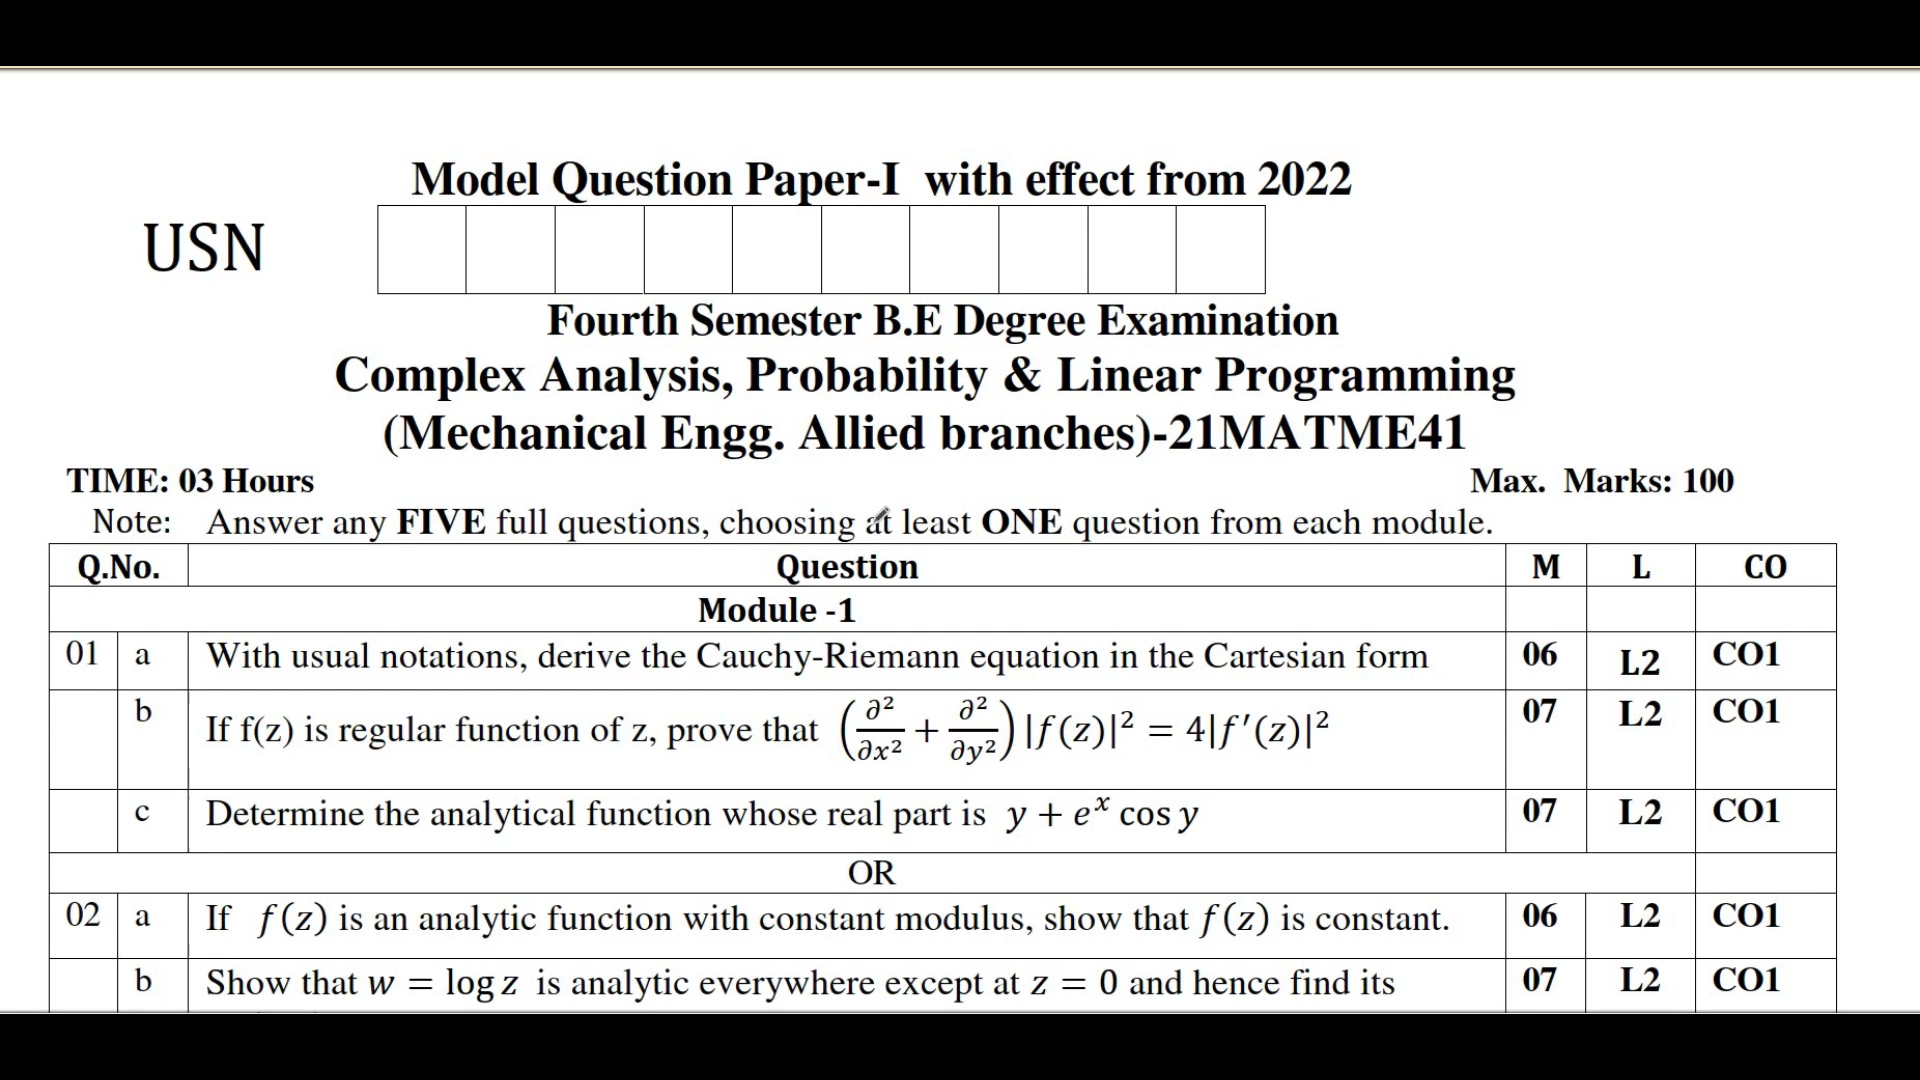 Model Question Paper-I with effect from 2022
USN
Fourth Semester B.E Degree Examination
Complex Analysis, Probability & Linear Programming
(Mechanical Engg. Allied branches)-21MATME41
TIME: 03 Hours Max. Marks: 100
Note: Answer any FIVE full questions, choosing at least ONE question from each module.
Q.No. Question M L CO
Module -1
01 a With usual notations, derive the Cauchy-Riemann equation in the Cartesian form 06 L2 CO1
b If f(z) is regular function of z, prove that (∂²/∂x² + ∂²/∂y²) |f(z)|² = 4|f′(z)|² 07 L2 CO1
c Determine the analytical function whose real part is y + eˣ cos y 07 L2 CO1
OR
02 a If f(z) is an analytic function with constant modulus, show that f(z) is constant. 06 L2 CO1
b Show that w = log z is analytic everywhere except at z = 0 and hence find its 07 L2 CO1